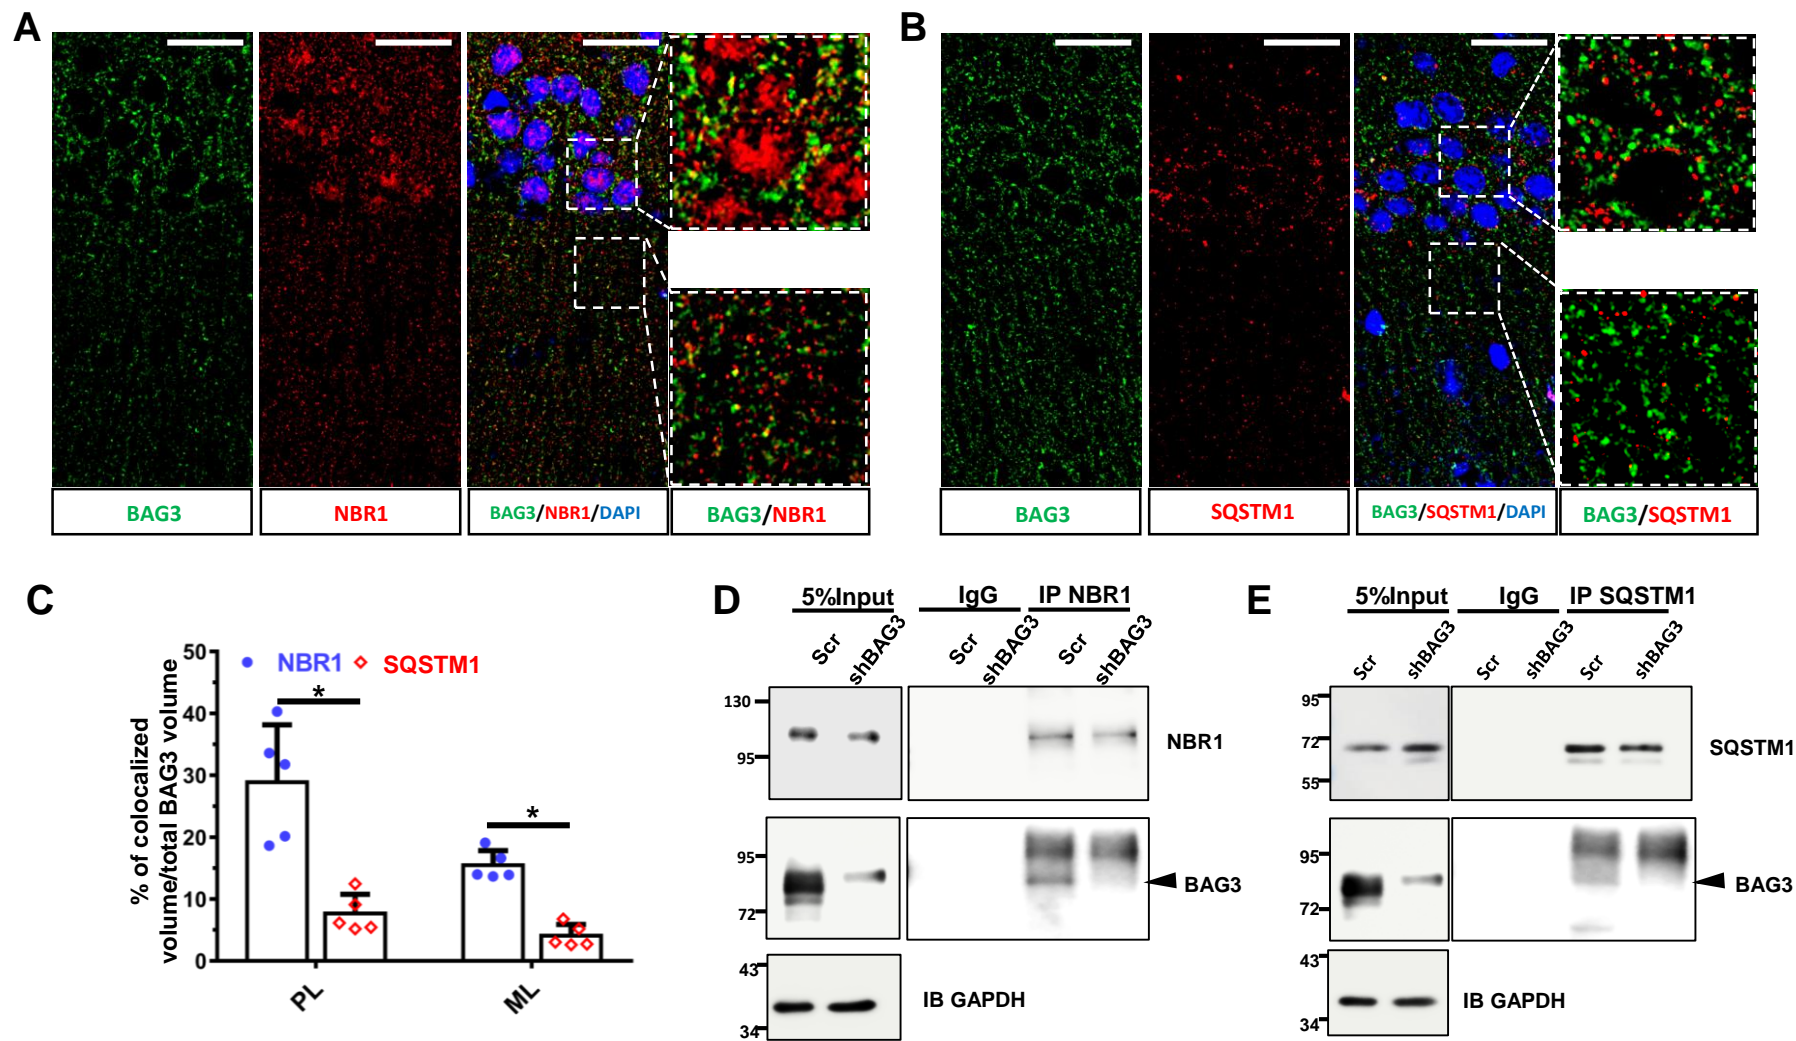 A
B
BAG3
NBR1
BAG3/NBR1/DAPI
BAG3/NBR1
BAG3
SQSTM1
BAG3/SQSTM1/DAPI
BAG3/SQSTM1
C
% of colocalized
volume/total BAG3 volume
50
40
30
20
10
0
NBR1
SQSTM1
*
*
PL
ML
D
5%Input
IgG
IP NBR1
Scr
shBAG3
Scr
shBAG3
Scr
shBAG3
130
95
NBR1
95
72
BAG3
43
34
IB GAPDH
E
5%Input
IgG
IP SQSTM1
Scr
shBAG3
Scr
shBAG3
Scr
shBAG3
95
72
55
SQSTM1
95
72
BAG3
43
34
IB GAPDH